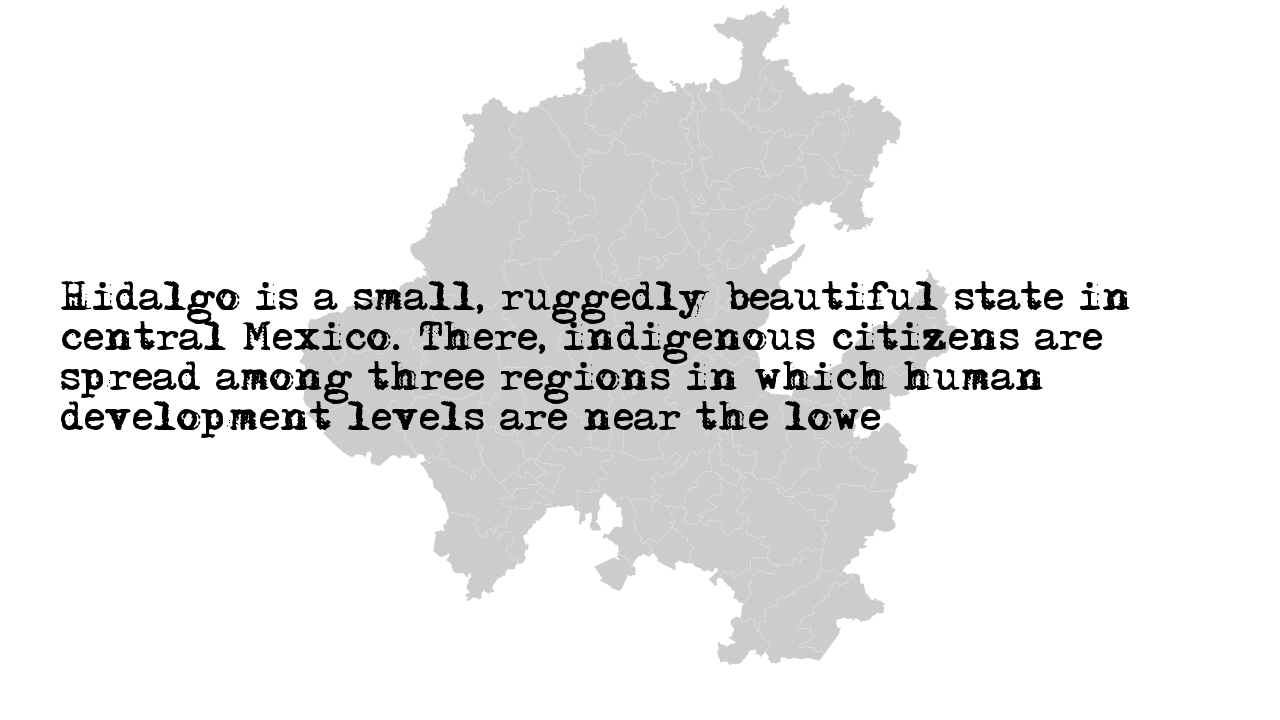 Hidalgo is a small, ruggedly beautiful state in
central Mexico. There, indigenous citizens are
spread among three regions in which human
development levels are near the lowe